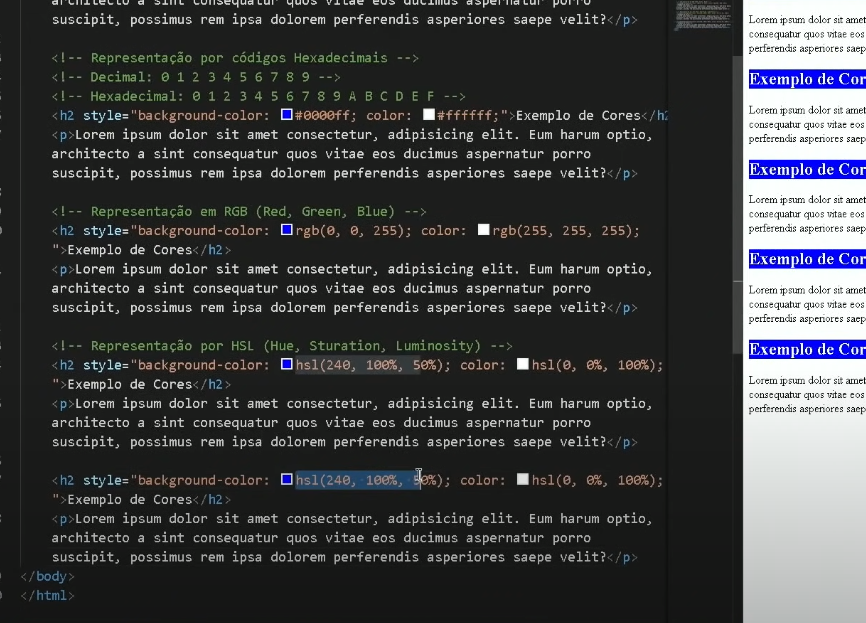 architecto a sint consequatur quos vitae eos ducimus aspernatur porro
suscipit, possimus rem ipsa dolorem perferendis asperiores saepe velit?</p>
<!-- Representação por códigos Hexadecimais -->
<!-- Decimal: 0 1 2 3 4 5 6 7 8 9 -->
<!-- Hexadecimal: 0 1 2 3 4 5 6 7 8 9 A B C D E F -->
<h2 style="background-color: #0000ff; color: #ffffff;">Exemplo de Cores</h2
<p>Lorem ipsum dolor sit amet consectetur, adipisicing elit. Eum harum optio,
architecto a sint consequatur quos vitae eos ducimus aspernatur porro
suscipit, possimus rem ipsa dolorem perferendis asperiores saepe velit?</p>
<!-- Representação em RGB (Red, Green, Blue) -->
<h2 style="background-color: rgb(0, 0, 255); color: rgb(255, 255, 255);
">Exemplo de Cores</h2>
<p>Lorem ipsum dolor sit amet consectetur, adipisicing elit. Eum harum optio,
architecto a sint consequatur quos vitae eos ducimus aspernatur porro
suscipit, possimus rem ipsa dolorem perferendis asperiores saepe velit?</p>
<!-- Representação por HSL (Hue, Sturation, Luminosity) -->
<h2 style="background-color: hsl(240, 100%, 50%); color: hsl(0, 0%, 100%);
">Exemplo de Cores</h2>
<p>Lorem ipsum dolor sit amet consectetur, adipisicing elit. Eum harum optio,
architecto a sint consequatur quos vitae eos ducimus aspernatur porro
suscipit, possimus rem ipsa dolorem perferendis asperiores saepe velit?</p>
<h2 style="background-color: hsl(240, 100%, 50%); color: hsl(0, 0%, 100%);
">Exemplo de Cores</h2>
<p>Lorem ipsum dolor sit amet consectetur, adipisicing elit. Eum harum optio,
architecto a sint consequatur quos vitae eos ducimus aspernatur porro
suscipit, possimus rem ipsa dolorem perferendis asperiores saepe velit?</p>
</body>
</html>
Lorem ipsum dolor sit amet
consequatur quos vitae eos
perferendis asperiores saep
Exemplo de Cor
Lorem ipsum dolor sit amet
consequatur quos vitae eos
perferendis asperiores saep
Exemplo de Cor
Lorem ipsum dolor sit amet
consequatur quos vitae eos
perferendis asperiores saep
Exemplo de Cor
Lorem ipsum dolor sit amet
consequatur quos vitae eos
perferendis asperiores saep
Exemplo de Cor
Lorem ipsum dolor sit amet
consequatur quos vitae eos
perferendis asperiores saep